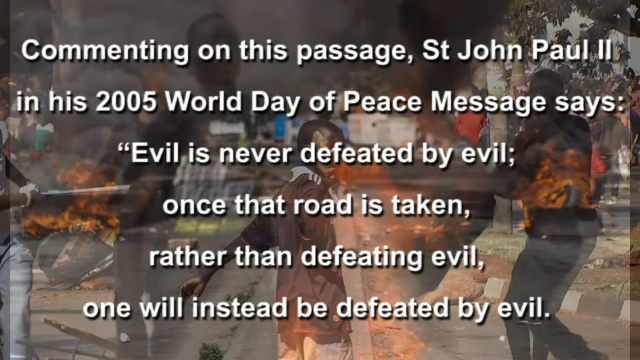 Commenting on this passage, St John Paul II
in his 2005 World Day of Peace Message says:
“Evil is never defeated by evil;
once that road is taken,
rather than defeating evil,
one will instead be defeated by evil.